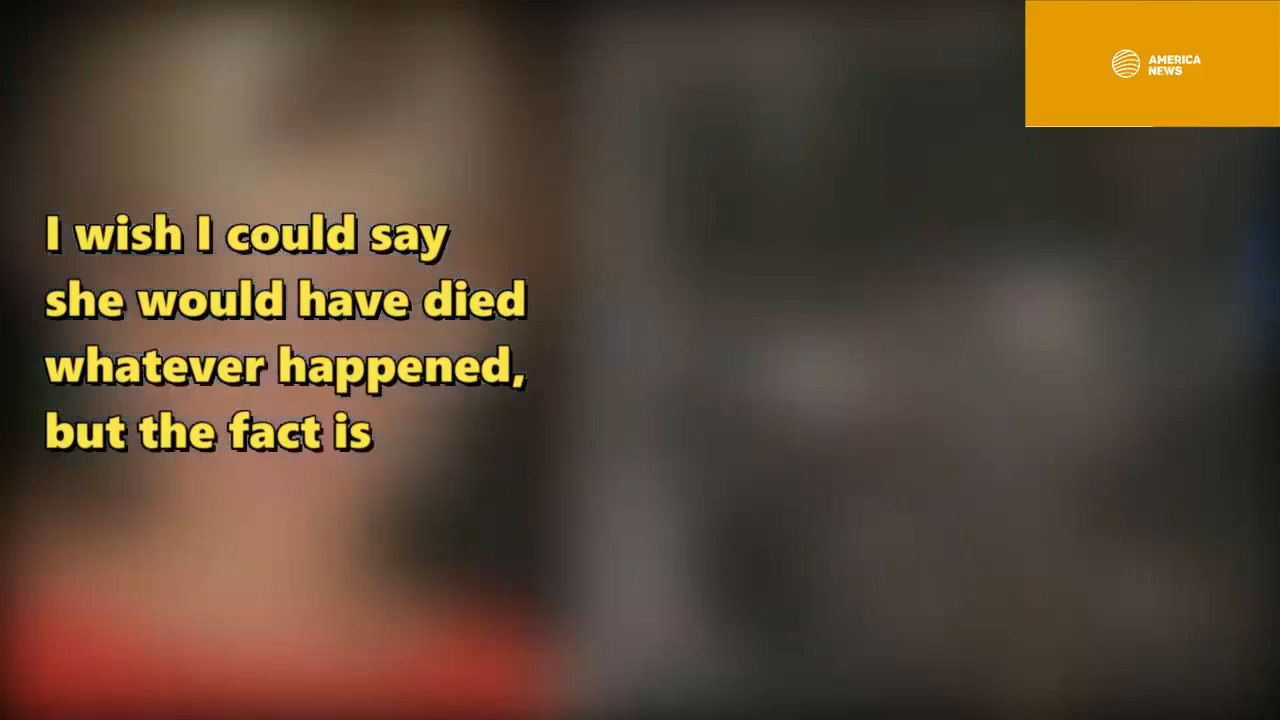 AMERICA
NEWS
I wish I could say
she would have died
whatever happened,
but the fact is